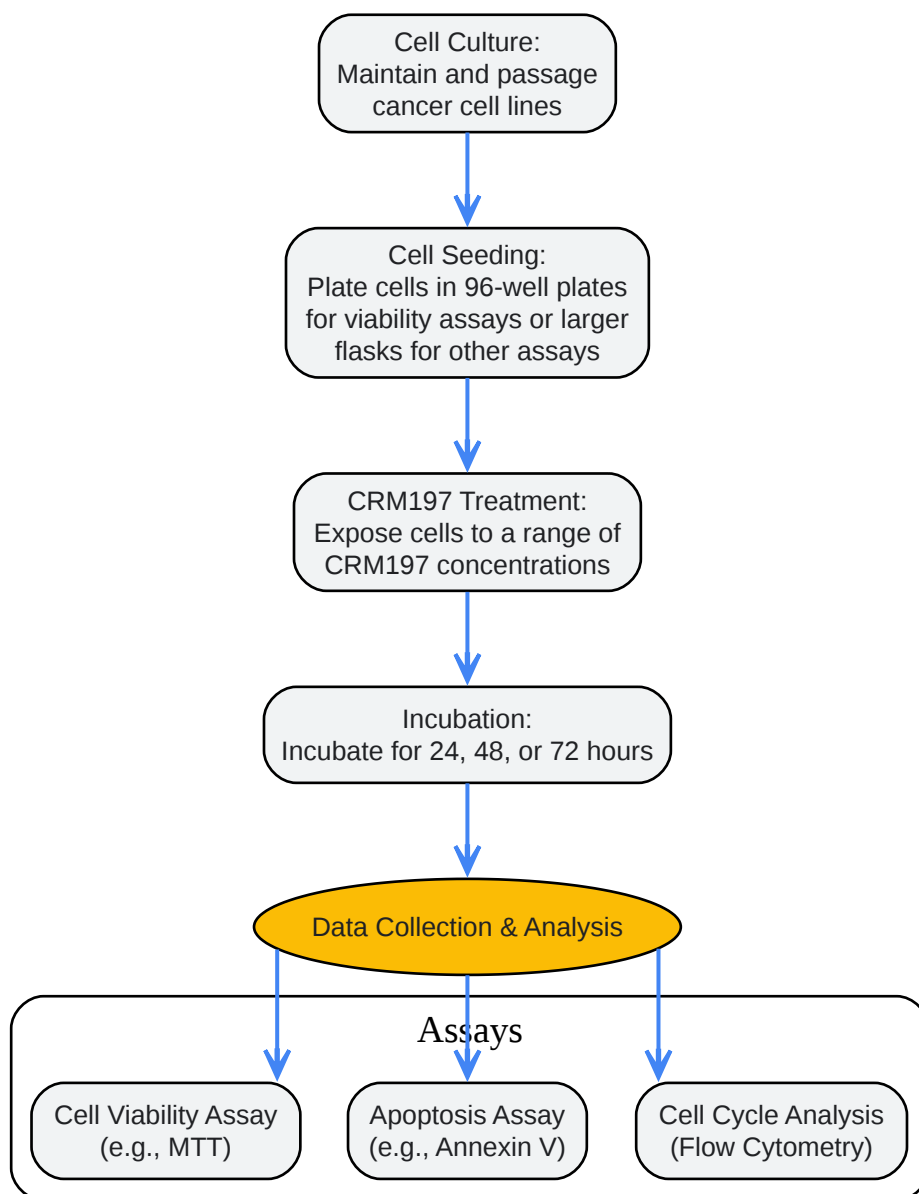 Cell Culture:
Maintain and passage
cancer cell lines
Cell Seeding:
Plate cells in 96-well plates
for viability assays or larger
flasks for other assays
CRM197 Treatment:
Expose cells to a range of
CRM197 concentrations
Incubation:
Incubate for 24, 48, or 72 hours
Data Collection & Analysis
Assays
Cell Viability Assay
(e.g., MTT)
Apoptosis Assay
(e.g., Annexin V)
Cell Cycle Analysis
(Flow Cytometry)